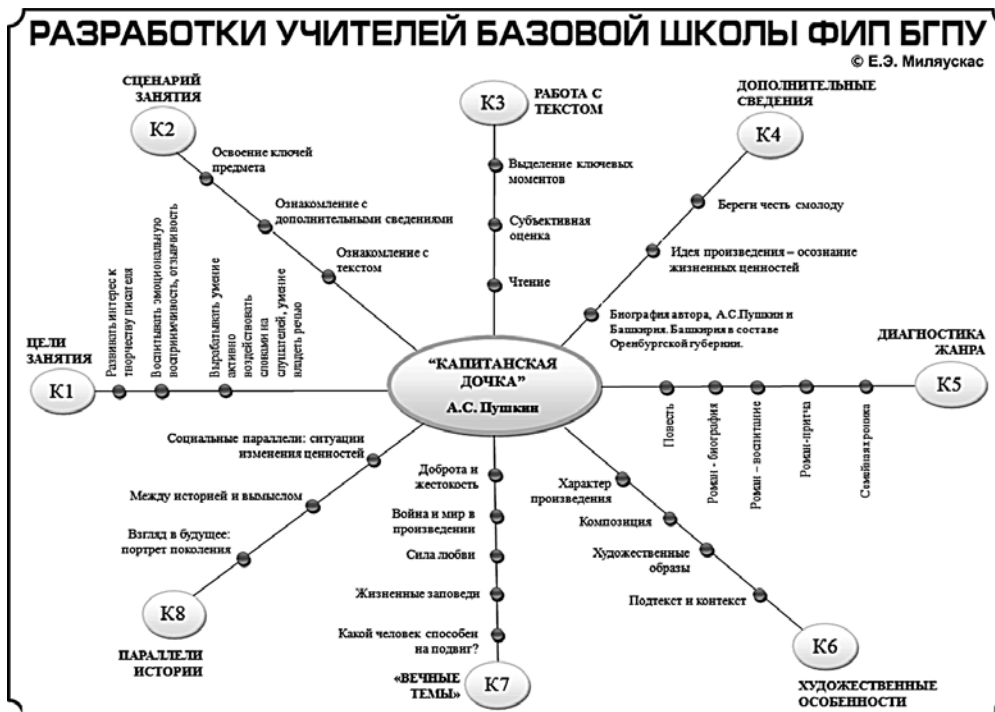 РАЗРАБОТКИ УЧИТЕЛЕЙ БАЗОВОЙ ШКОЛЫ ФИП БГПУ
© Е.Э. Миляускас
СЦЕНАРИЙ
ЗАНЯТИЯ
К2
Освоение ключей
предмета
Ознакомление с
дополнительными сведениями
Ознакомление с
текстом
К3
РАБОТА С
ТЕКСТОМ
Выделение ключевых
моментов
Субъективная
оценка
Чтение
ДОПОЛНИТЕЛЬНЫЕ
СВЕДЕНИЯ
К4
Береги честь смолоду
Идея произведения – осознание
жизненных ценностей
Биография автора, А.С.Пушкин и
Башкирия. Башкирия в составе
Оренбургской губернии.
ЦЕЛИ
ЗАНЯТИЯ
К1
Развивать интерес к
творчеству писателя
Воспитывать эмоциональную
восприимчивость, отзывчивость
Вырабатывать умение
активно
воздействовать
словами на
слушателей, умение
владеть речью
“КАПИТАНСКАЯ
ДОЧКА”
А.С. Пушкин
ДИАГНОСТИКА
ЖАНРА
К5
Повесть
Роман - биография
Роман – воспитание
Роман-притча
Семейная хроника
Социальные параллели: ситуации
изменения ценностей
Между историей и вымыслом
Взгляд в будущее:
портрет поколения
К8
ПАРАЛЛЕЛИ
ИСТОРИИ
Доброта и
жестокость
Война и мир в
произведении
Сила любви
Жизненные заповеди
Какой человек способен
на подвиг?
«ВЕЧНЫЕ
ТЕМЫ»
К7
Характер
произведения
Композиция
Художественные
образы
Подтекст и контекст
К6
ХУДОЖЕСТВЕННЫЕ
ОСОБЕННОСТИ